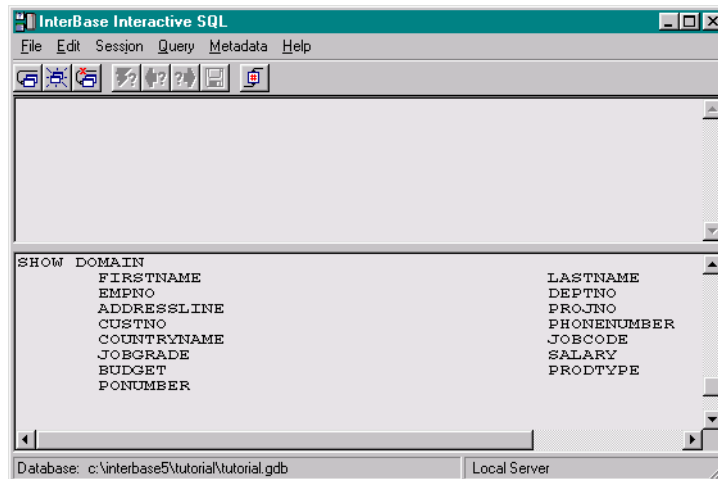 InterBase Interactive SQL
File Edit Session Query Metadata Help
SHOW DOMAIN
FIRSTNAME LASTNAME
EMPNO DEPTNO
ADDRESSLINE PROJNO
CUSTNO PHONENUMBER
COUNTRYNAME JOBCODE
JOBGRADE SALARY
BUDGET PRODTYPE
PONUMBER
Database: c:\interbase5\tutorial\tutorial.gdb Local Server